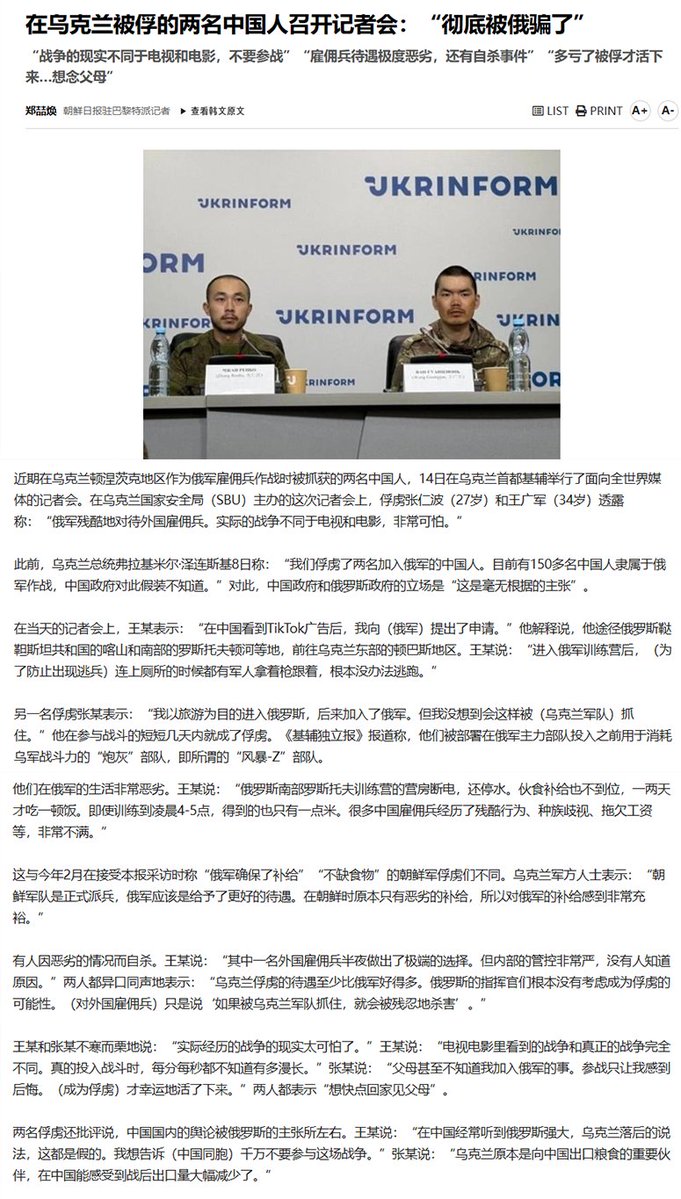 在乌克兰被俘的两名中国人召开记者会：“彻底被俄骗了”
“战争的现实不同于电视和电影，不要参战”“雇佣兵待遇极度恶劣，还有自杀事件”“多亏了被俘才活下
来…想念父母”
郑喆焕 朝鲜日报驻巴黎特派记者 ▶ 查看韩文原文 LIST PRINT A+ A-
UKRINFORM
UKRINFORM
UKRINFORM
UKRINFORM
ORM
UKRINFORM
UKRINFORM
UKRINFORM
UKRINFORM
近期在乌克兰顿涅茨克地区作为俄军雇佣兵作战时被抓获的两名中国人，14日在乌克兰首都基辅举行了面向全世界媒
体的记者会。在乌克兰国家安全局（SBU）主办的这次记者会上，俘虏张仁波（27岁）和王广军（34岁）透露
称：“俄军残酷地对待外国雇佣兵。实际的战争不同于电视和电影，非常可怕。”
此前，乌克兰总统弗拉基米尔·泽连斯基8日称：“我们俘虏了两名加入俄军的中国人。目前有150多名中国人隶属于俄
军作战，中国政府对此假装不知道。”对此，中国政府和俄罗斯政府的立场是“这是毫无根据的主张”。
在当天的记者会上，王某表示：“在中国看到TikTok广告后，我向（俄军）提出了申请。”他解释说，他途径俄罗斯鞑
靼斯坦共和国的喀山和南部的罗斯托夫顿河等地，前往乌克兰东部的顿巴斯地区。王某说：“进入俄军训练营后，（为
了防止出现逃兵）连上厕所的时候都有军人拿着枪跟着，根本没办法逃跑。”
另一名俘虏张某表示：“我以旅游为目的进入俄罗斯，后来加入了俄军。但我没想到会这样被（乌克兰军队）抓
住。”他在参与战斗的短短几天内就成了俘虏。《基辅独立报》报道称，他们被部署在俄军主力部队投入之前用于消耗
乌军战斗力的“炮灰”部队，即所谓的“风暴-Z”部队。
他们在俄军的生活非常恶劣。王某说：“俄罗斯南部罗斯托夫训练营的营房断电，还停水。伙食补给也不到位，一两天
才吃一顿饭。即使训练到凌晨4-5点，得到的也只有一点米。很多中国雇佣兵经历了残酷行为、种族歧视、拖欠工资
等，非常不满。”
这与今年2月在接受本报采访时称“俄军确保了补给”“不缺食物”的朝鲜军俘虏们不同。乌克兰军方人士表示：“朝
鲜军队是正式派兵，俄军应该是给予了更好的待遇。在朝鲜时原本只有恶劣的补给，所以对俄军的补给感到非常充
裕。”
有人因恶劣的情况而自杀。王某说：“其中一名外国雇佣兵半夜做出了极端的选择。但内部的管控非常严，没有人知道
原因。”两人都异口同声地表示：“乌克兰俘虏的待遇至少比俄军好得多。俄罗斯的指挥官们根本没有考虑成为俘虏的
可能性。（对外国雇佣兵）只是说‘如果被乌克兰军队抓住，就会被残忍地杀害’。”
王某和张某不寒而栗地说：“实际经历的战争的现实太可怕了。”王某说：“电视电影里看到的战争和真正的战争完全
不同。真的投入战斗时，每分每秒都不知道有多漫长。”张某说：“父母甚至不知道我加入俄军的事。参战只让我感到
后悔。（成为俘虏）才幸运地活了下来。”两人都表示“想快点回家见父母”。
两名俘虏还批评说，中国国内的舆论被俄罗斯的主张所左右。王某说：“在中国经常听到俄罗斯强大，乌克兰落后的说
法，这都是假的。我想告诉（中国同胞）千万不要参与这场战争。”张某说：“乌克兰原本是向中国出口粮食的重要伙
伴，在中国能感受到战后出口量大幅减少了。”